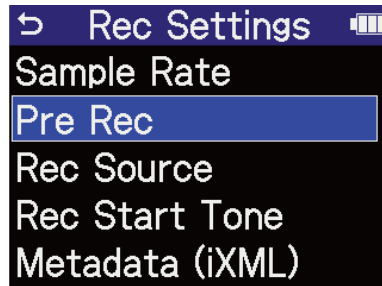 Rec Settings
Sample Rate
Pre Rec
Rec Source
Rec Start Tone
Metadata (iXML)